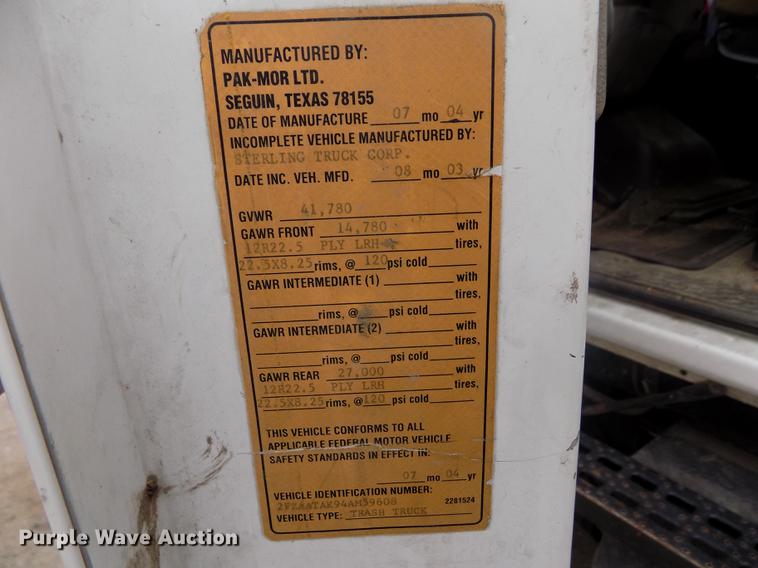 MANUFACTURED BY:
PAK-MOR LTD.
SEGUIN, TEXAS 78155
DATE OF MANUFACTURE 07 mo 04 yr
INCOMPLETE VEHICLE MANUFACTURED BY:
STERLING TRUCK CORP.
DATE INC. VEH. MFD. 08 mo 03 yr
GVWR 41,780
GAWR FRONT 14,780 with
12R22.5 PLY LRH tires,
22.5X8.25 rims, @ 120 psi cold
GAWR INTERMEDIATE (1) with
tires,
rims, @ psi cold
GAWR INTERMEDIATE (2) with
tires,
rims, @ psi cold
GAWR REAR 27,000 with
12R22.5 PLY LRH tires,
22.5X8.25 rims, @ 120 psi cold
THIS VEHICLE CONFORMS TO ALL
APPLICABLE FEDERAL MOTOR VEHICLE
SAFETY STANDARDS IN EFFECT IN:
07 mo 04 yr
VEHICLE IDENTIFICATION NUMBER: 2281524
VEHICLE TYPE: TRASH TRUCK
Purple Wave Auction